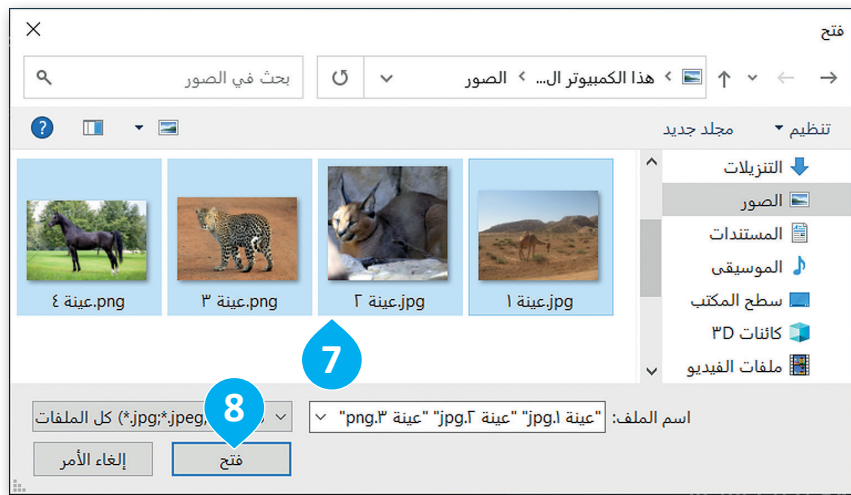 فتح
هذا الكمبيوتر ال... › الصور
بحث في الصور
تنظيم
مجلد جديد
التنزيلات
الصور
المستندات
الموسيقى
سطح المكتب
كائنات ٣D
ملفات الفيديو
عينة ١.jpg
عينة ٢.jpg
عينة ٣.png
عينة ٤.png
7
اسم الملف: "عينة ١.jpg" "عينة ٢.jpg" "عينة ٣.png"
كل الملفات (*.jpg;*.jpeg,
8
فتح
إلغاء الأمر